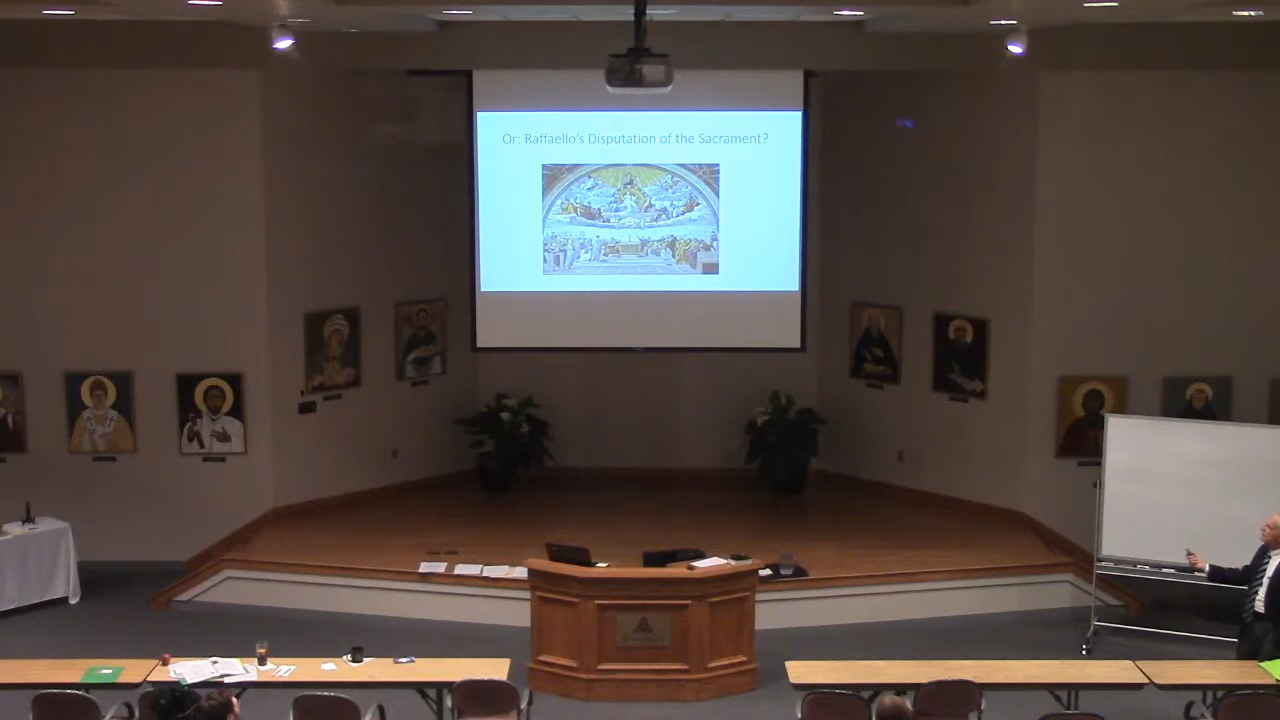 Or: Raffaello's Disputation of the Sacrament?